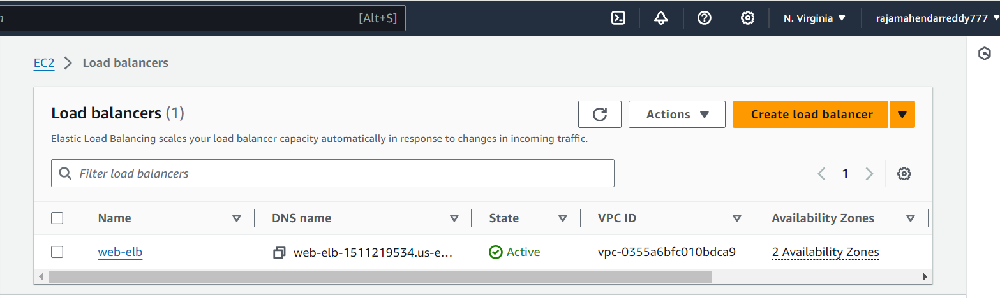 [Alt+S] N. Virginia rajamahendarreddy777
EC2 Load balancers
Load balancers (1)
Actions
Create load balancer
Elastic Load Balancing scales your load balancer capacity automatically in response to changes in incoming traffic.
Filter load balancers
1
Name DNS name State VPC ID Availability Zones
web-elb web-elb-1511219534.us-e... Active vpc-0355a6bfc010bdca9 2 Availability Zones